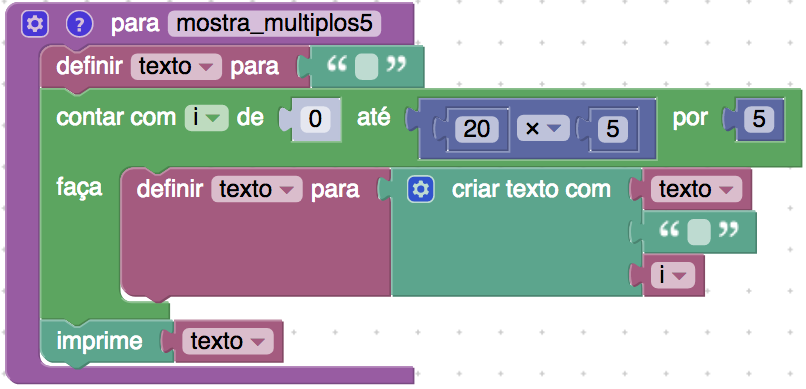 ? para mostra_multiplos5
definir texto para “ ”
contar com i de 0 até 20 × 5 por 5
faça definir texto para criar texto com texto
“ ”
i
imprime texto